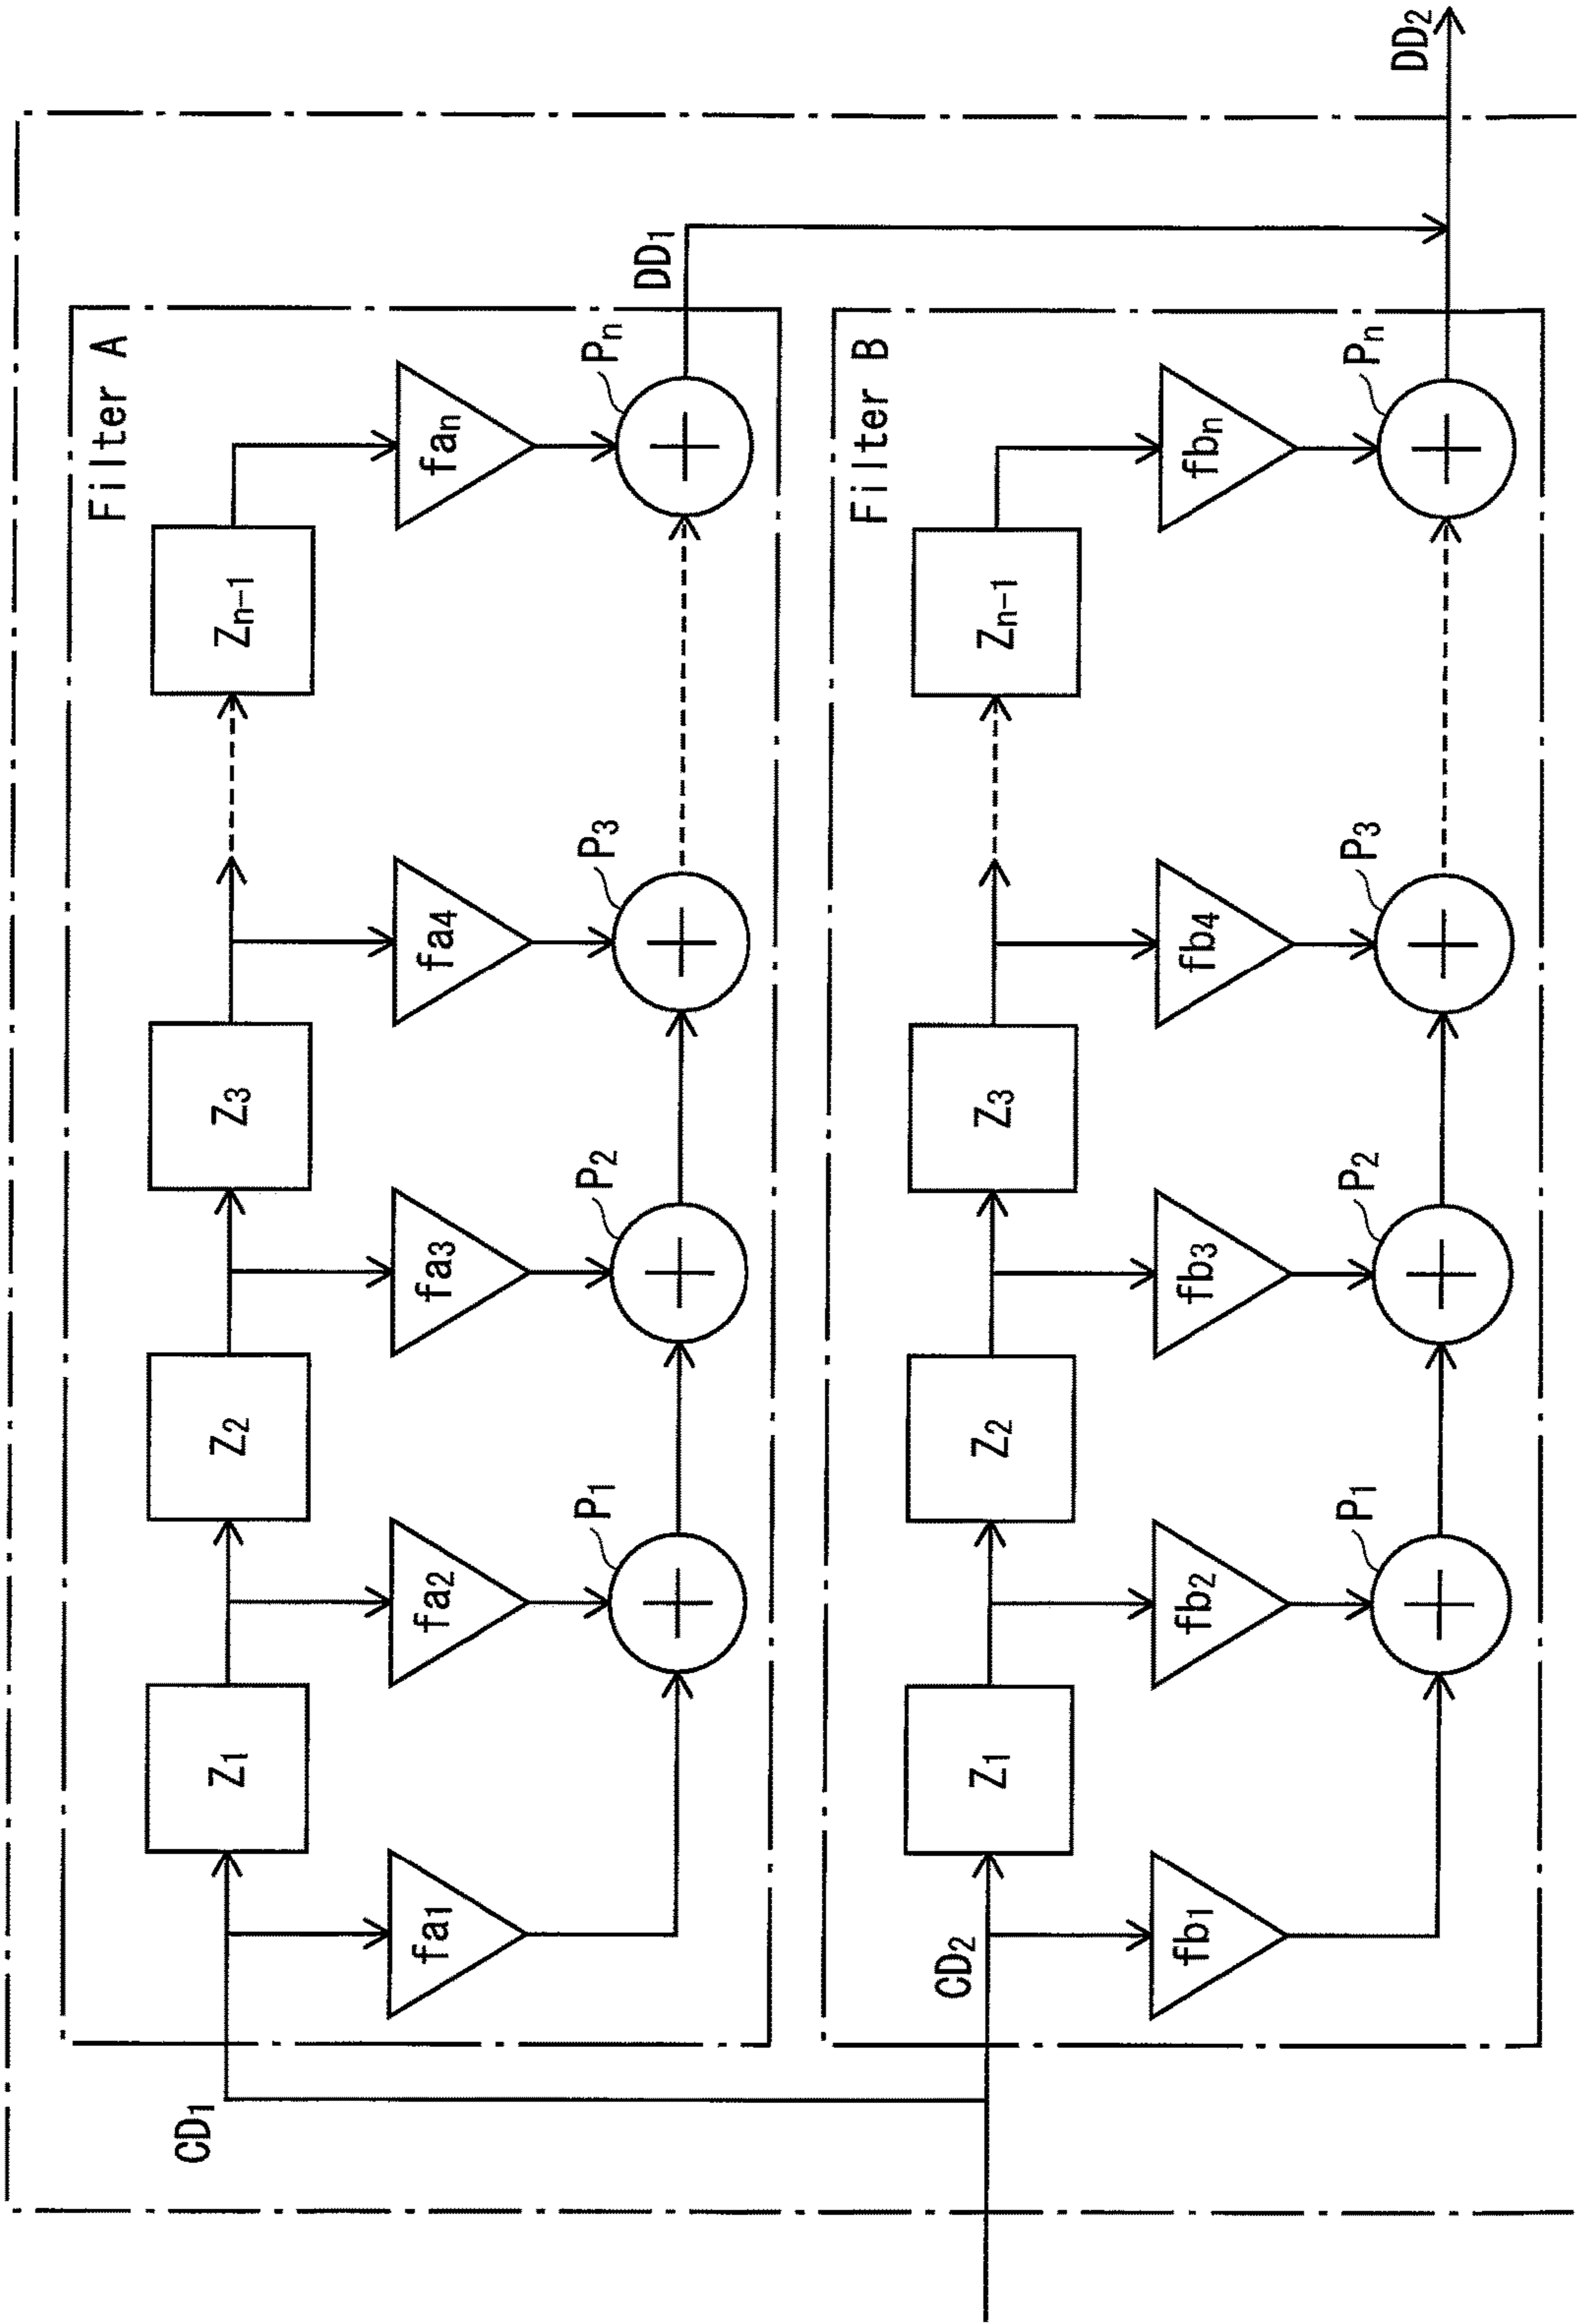 Filter A
CD₁
Z₁
Z₂
Z₃
Zₙ₋₁
fa₁
fa₂
fa₃
fa₄
faₙ
P₁
P₂
P₃
Pₙ
DD₁
Filter B
CD₂
Z₁
Z₂
Z₃
Zₙ₋₁
fb₁
fb₂
fb₃
fb₄
fbₙ
P₁
P₂
P₃
Pₙ
DD₂